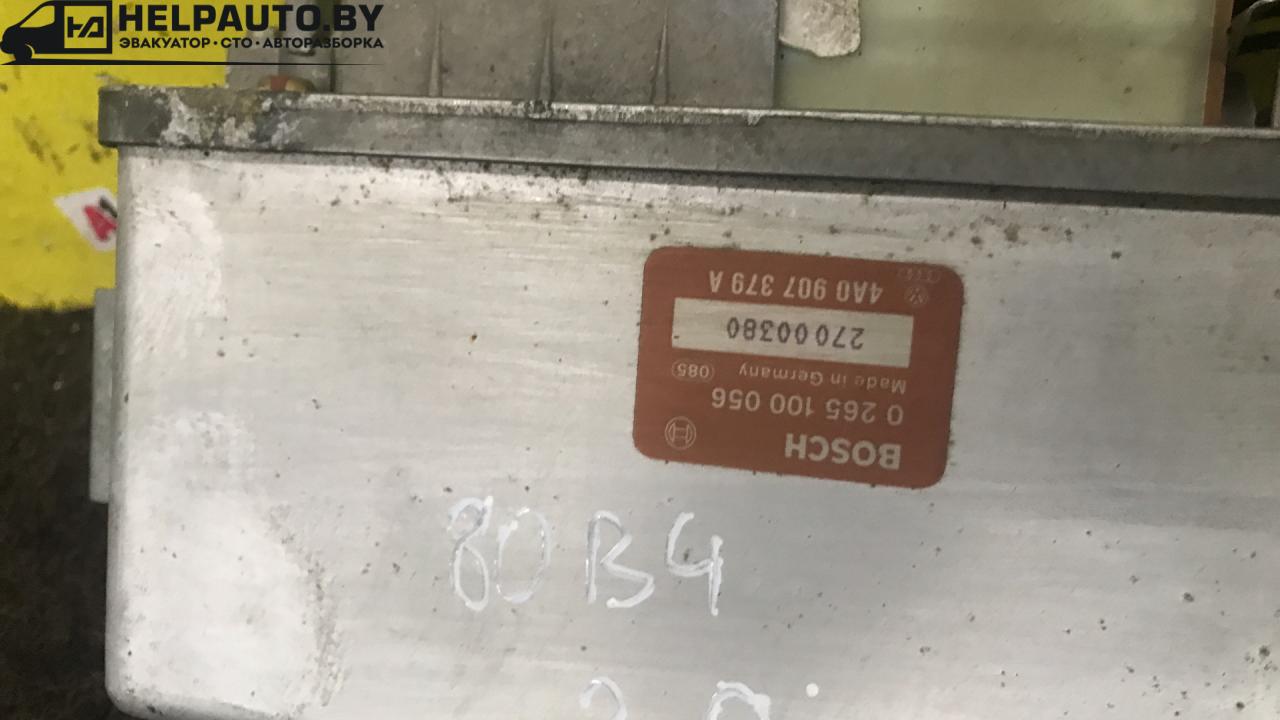 HELPAUTO.BY
ЭВАКУАТОР · СТО · АВТОРАЗБОРКА
BOSCH
0 265 100 056
Made in Germany 085
27000380
4A0 907 379 A
80 B4